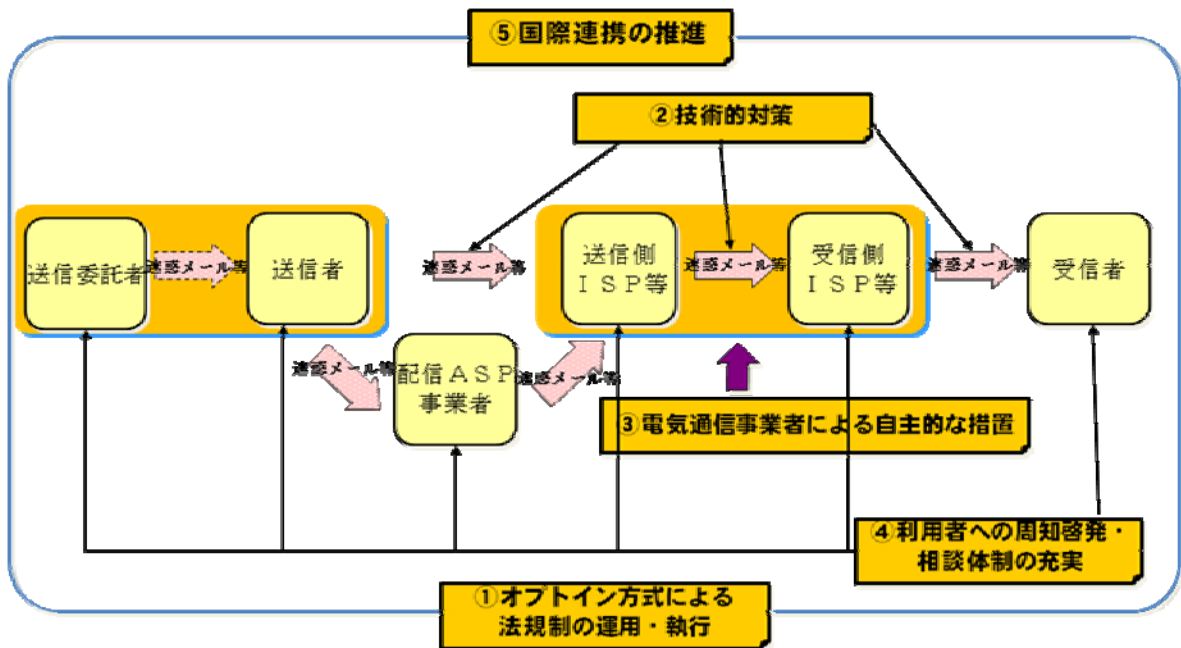 ⑤国際連携の推進
②技術的対策
送信委託者
迷惑メール等
送信者
迷惑メール等
送信側
ISP等
迷惑メール等
受信側
ISP等
迷惑メール等
受信者
迷惑メール等
配信ASP
事業者
迷惑メール等
③電気通信事業者による自主的な措置
④利用者への周知啓発・
相談体制の充実
①オプトイン方式による
法規制の運用・執行